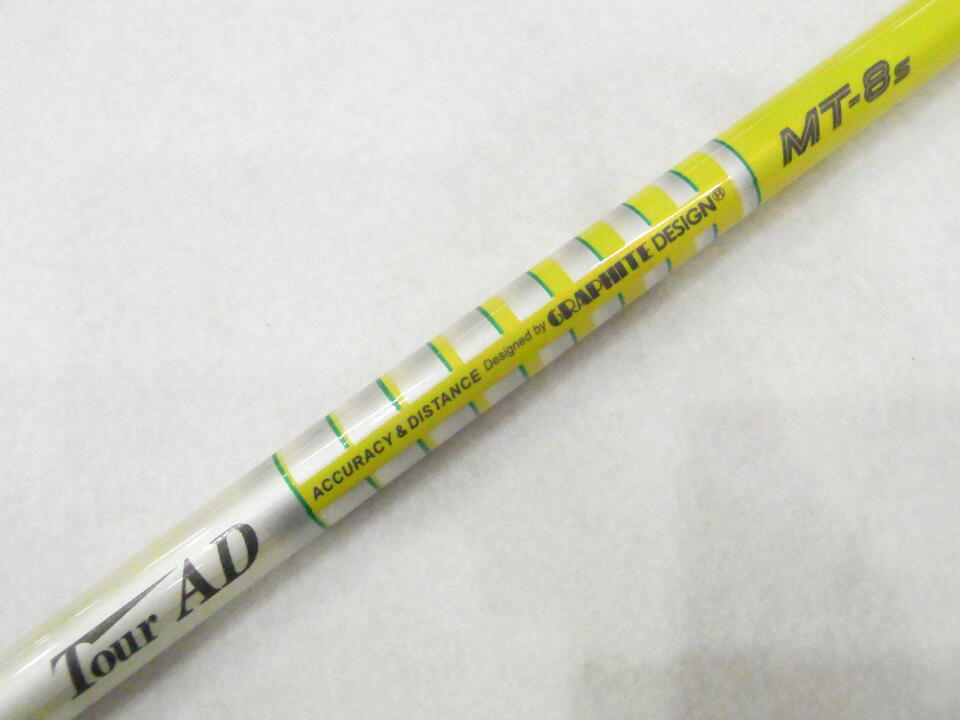 Tour AD
ACCURACY & DISTANCE Designed by GRAPHITE DESIGN®
MT-8s